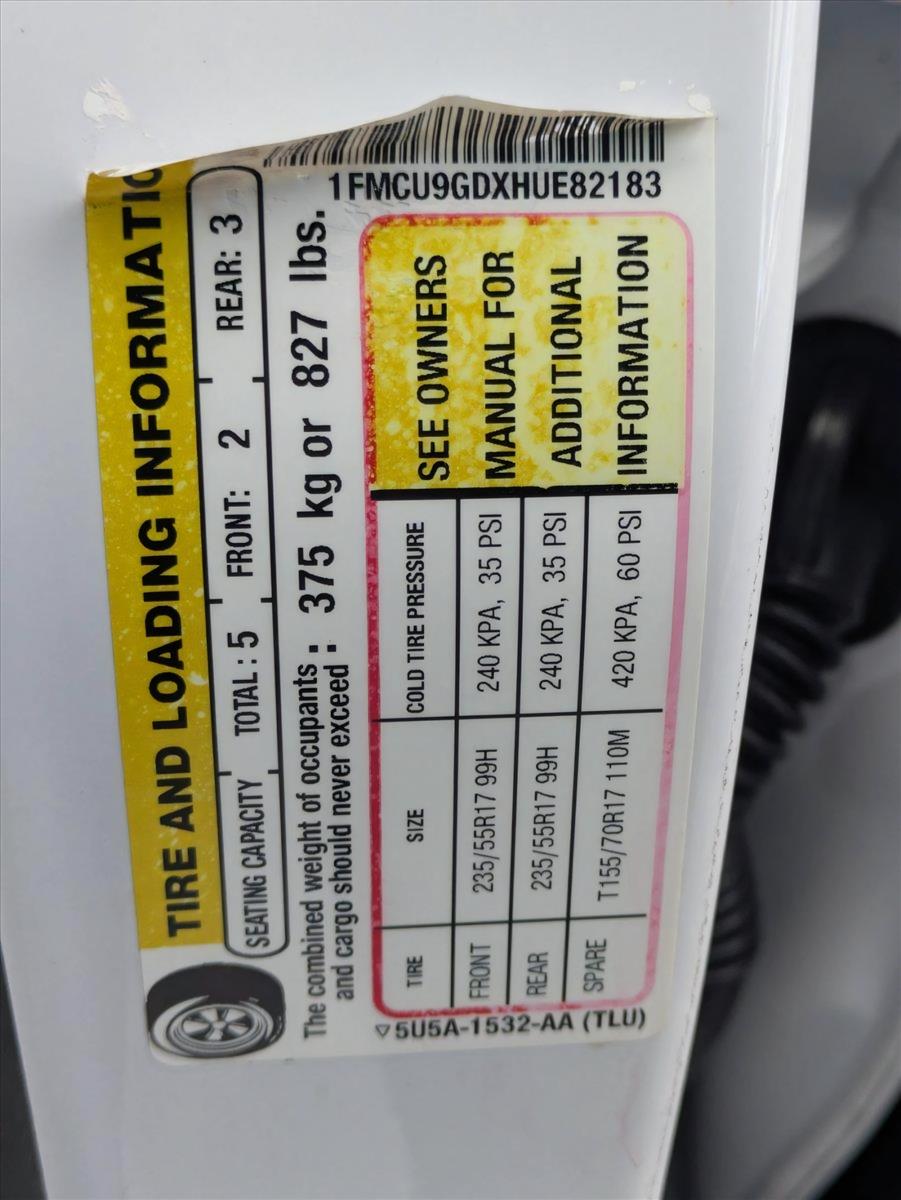 TIRE AND LOADING INFORMATIO
SEATING CAPACITY TOTAL : 5 FRONT: 2 REAR: 3
The combined weight of occupants
and cargo should never exceed : 375 kg or 827 lbs.
1FMCU9GDXHUE82183
TIRE SIZE COLD TIRE PRESSURE
FRONT 235/55R17 99H 240 KPA, 35 PSI
REAR 235/55R17 99H 240 KPA, 35 PSI
SPARE T155/70R17 110M 420 KPA, 60 PSI
SEE OWNERS
MANUAL FOR
ADDITIONAL
INFORMATION
5U5A-1532-AA (TLU)